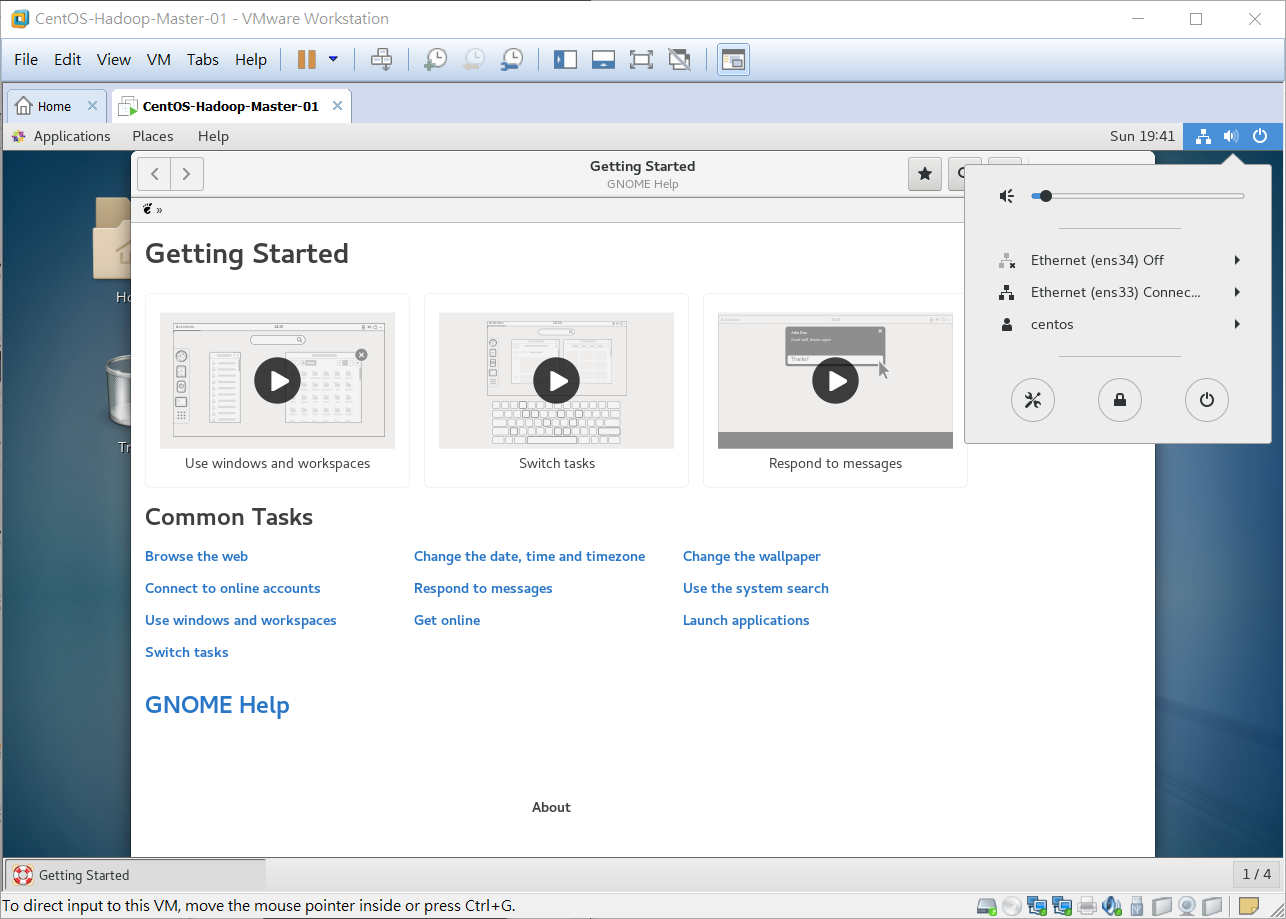 CentOS-Hadoop-Master-01 - VMware Workstation
File Edit View VM Tabs Help
Home CentOS-Hadoop-Master-01
Applications Places Help Sun 19:41
Getting Started
GNOME Help
»
Getting Started
Ethernet (ens34) Off
Ethernet (ens33) Connec...
centos
Use windows and workspaces
Switch tasks
Respond to messages
Common Tasks
Browse the web
Change the date, time and timezone
Change the wallpaper
Connect to online accounts
Respond to messages
Use the system search
Use windows and workspaces
Get online
Launch applications
Switch tasks
GNOME Help
About
Getting Started 1 / 4
To direct input to this VM, move the mouse pointer inside or press Ctrl+G.